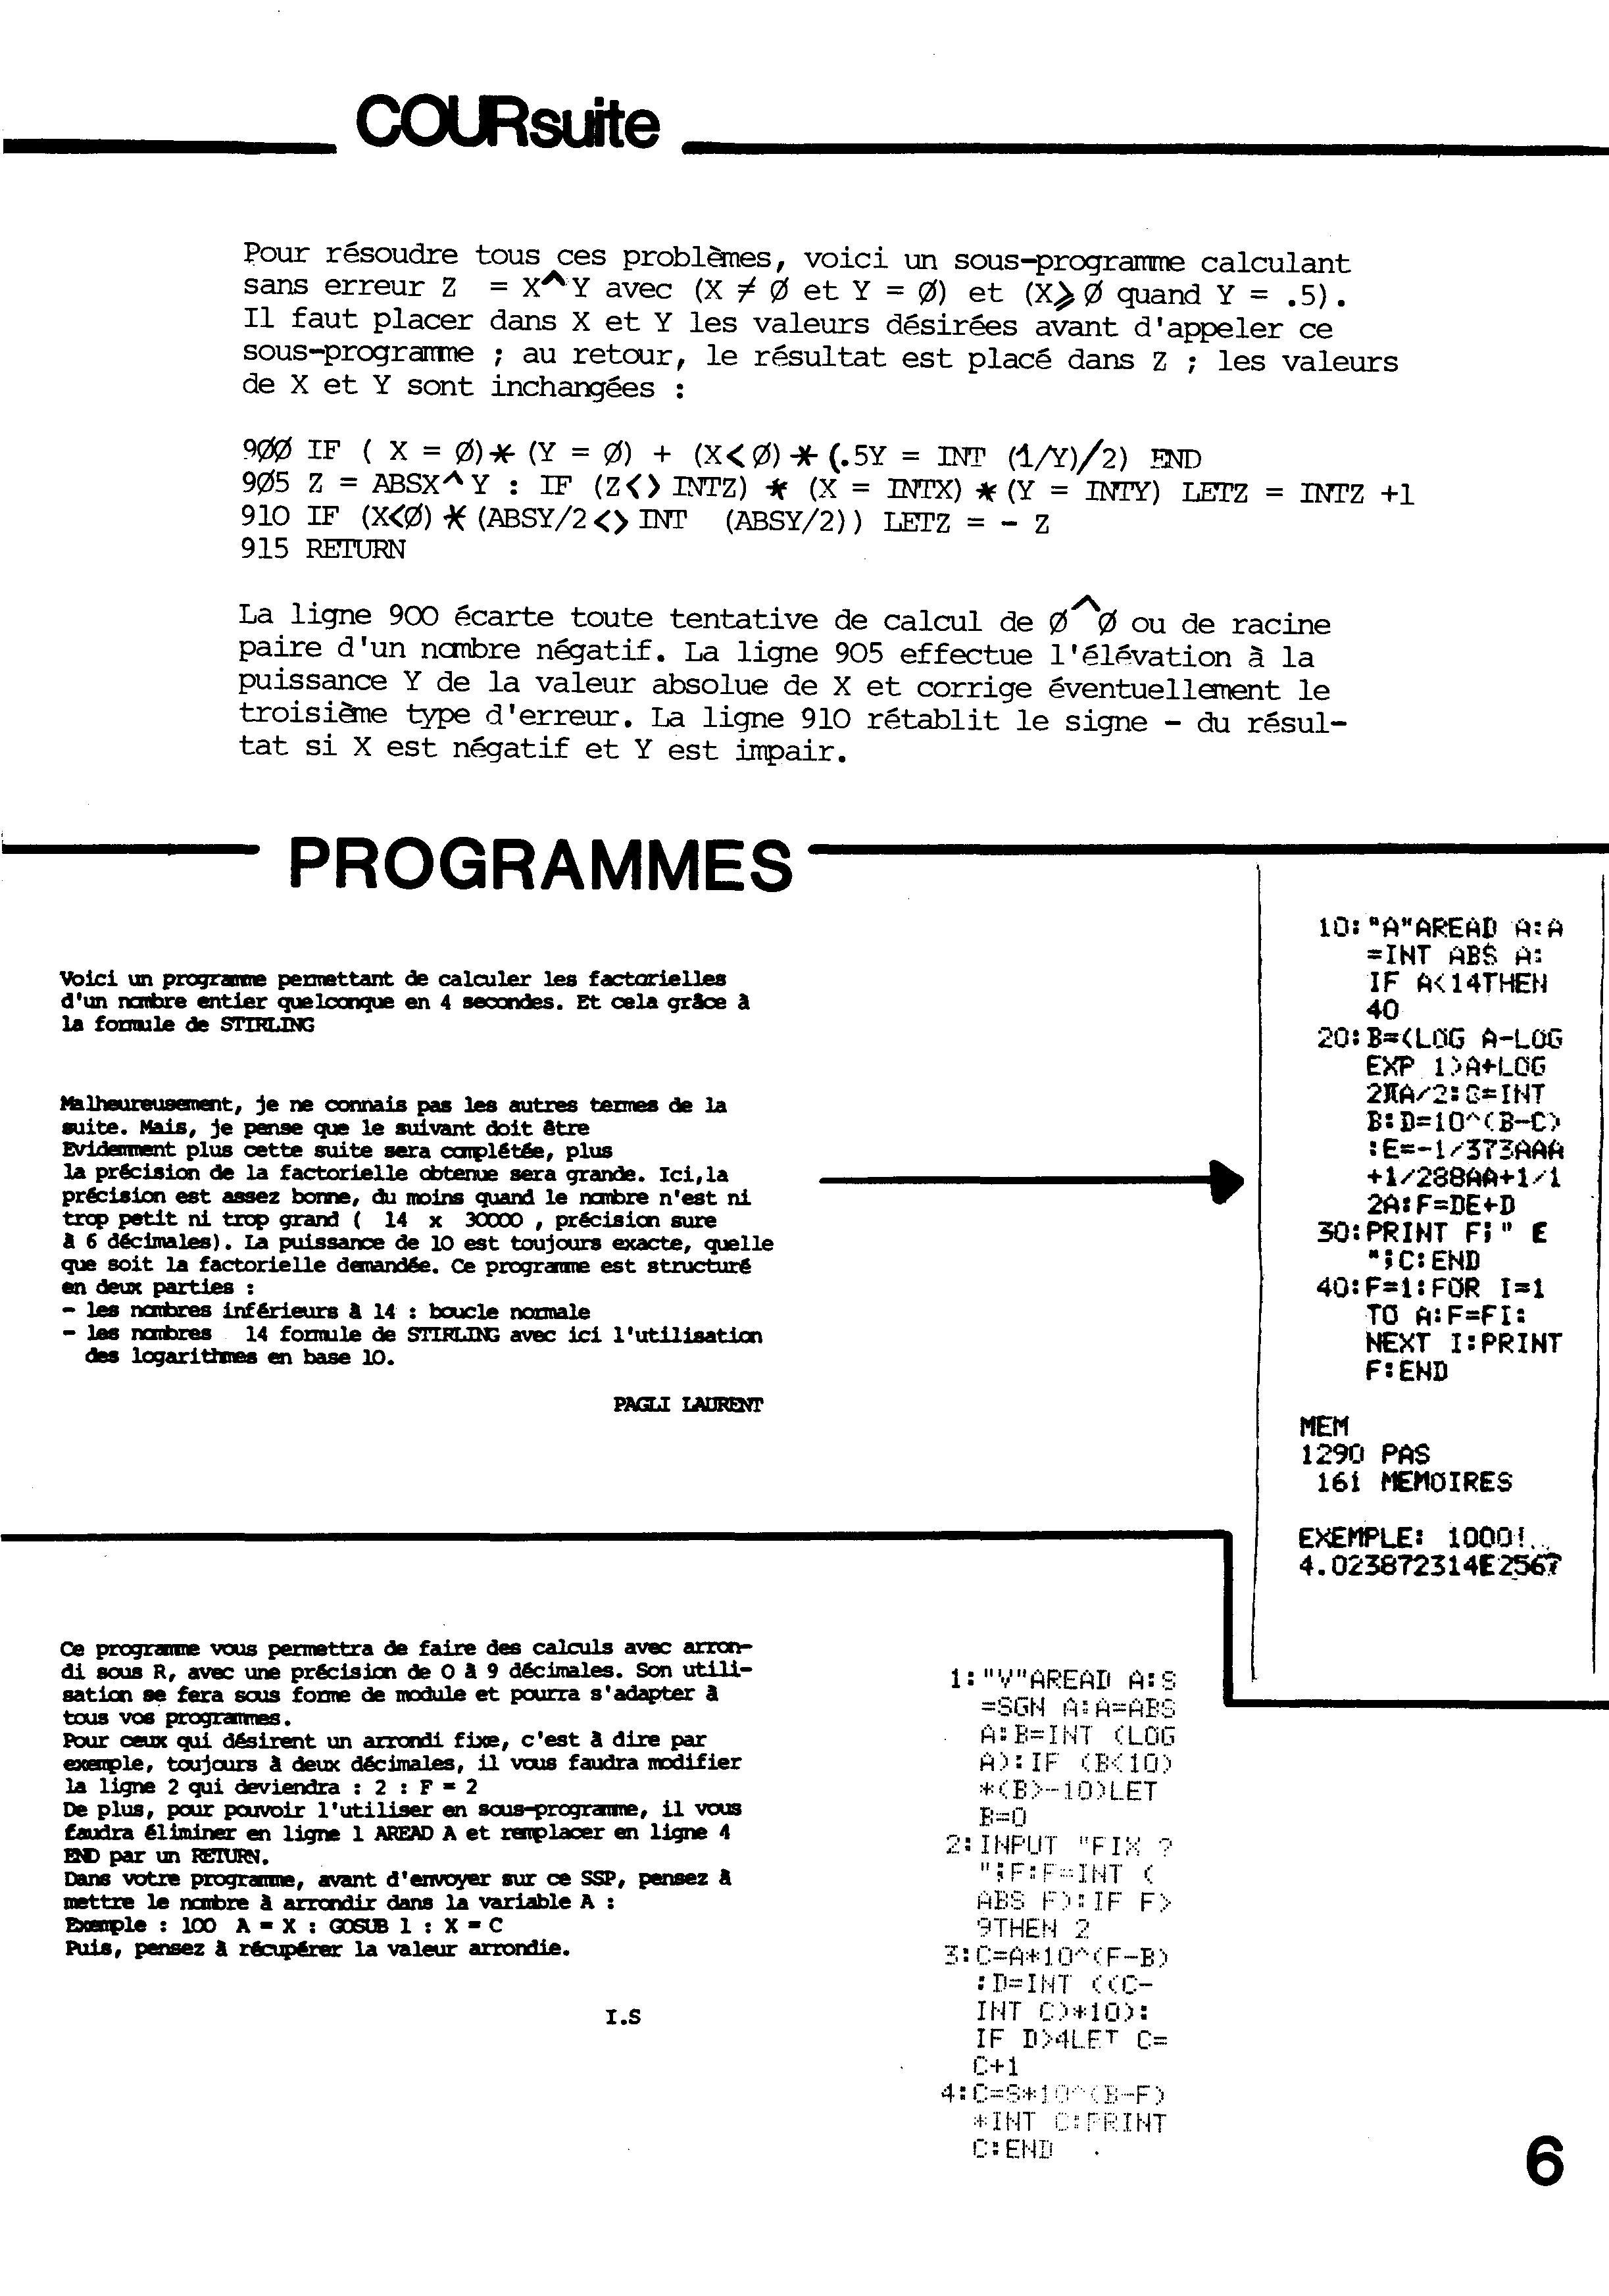 COURsuite
Pour résoudre tous ces problèmes, voici un sous-programme calculant
sans erreur Z = X^Y avec (X ≠ Ø et Y = Ø) et (X⩾Ø quand Y = .5).
Il faut placer dans X et Y les valeurs désirées avant d'appeler ce
sous-programme ; au retour, le résultat est placé dans Z ; les valeurs
de X et Y sont inchangées :
9ØØ IF ( X = Ø)* (Y = Ø) + (X<Ø)*(.5Y = INT (1/Y)/2) END
9Ø5 Z = ABSX^Y : IF (Z<>INTZ) * (X = INTX)*(Y = INTY) LETZ = INTZ +1
910 IF (X<Ø)*(ABSY/2<>INT (ABSY/2)) LETZ = - Z
915 RETURN
La ligne 900 écarte toute tentative de calcul de Ø^Ø ou de racine
paire d'un nombre négatif. La ligne 905 effectue l'élévation à la
puissance Y de la valeur absolue de X et corrige éventuellement le
troisième type d'erreur. La ligne 910 rétablit le signe - du résul-
tat si X est négatif et Y est impair.
PROGRAMMES
Voici un programme permettant de calculer les factorielles
d'un nombre entier quelconque en 4 secondes. Et cela grâce à
la formule de STIRLING
Malheureusement, je ne connais pas les autres termes de la
suite. Mais, je pense que le suivant doit être
Evidemment plus cette suite sera complétée, plus
la précision de la factorielle obtenue sera grande. Ici,la
précision est assez bonne, du moins quand le nombre n'est ni
trop petit ni trop grand ( 14 x 30000 , précision sure
à 6 décimales). La puissance de 10 est toujours exacte, quelle
que soit la factorielle demandée. Ce programme est structuré
en deux parties :
- les nombres inférieurs à 14 : boucle normale
- les nombres 14 formule de STIRLING avec ici l'utilisation
des logarithmes en base 10.
PAGLI LAURENT
10:"A"AREAD A:A
=INT ABS A:
IF A<14THEN
40
20:B=(LOG A-LOG
EXP 1)A+LOG
2πA/2:C=INT
B:D=10^(B-C)
:E=-1/373AAA
+1/288AA+1/1
2A:F=DE+D
30:PRINT F;" E
";C:END
40:F=1:FOR I=1
TO A:F=FI:
NEXT I:PRINT
F:END
MEM
1290 PAS
161 MEMOIRES
EXEMPLE: 1000!
4.023872314E2567
Ce programme vous permettra de faire des calculs avec arron-
di sous R, avec une précision de 0 à 9 décimales. Son utili-
sation se fera sous forme de module et pourra s'adapter à
tous vos programmes.
Pour ceux qui désirent un arrondi fixe, c'est à dire par
exemple, toujours à deux décimales, il vous faudra modifier
la ligne 2 qui deviendra : 2 : F = 2
De plus, pour pouvoir l'utiliser en sous-programme, il vous
faudra éliminer en ligne 1 AREAD A et remplacer en ligne 4
END par un RETURN.
Dans votre programme, avant d'envoyer sur ce SSP, pensez à
mettre le nombre à arrondir dans la variable A :
Exemple : 100 A = X : GOSUB 1 : X = C
Puis, pensez à récupérer la valeur arrondie.
I.S
1:"V"AREAD A:S
=SGN A:A=ABS
A:B=INT (LOG
A):IF (B<10)
*(B>-10)LET
B=0
2:INPUT "FIX ?
";F:F=INT (
ABS F):IF F>
9THEN 2
3:C=A*10^(F-B)
:D=INT ((C-
INT C)*10):
IF D>4LET C=
C+1
4:C=S*10^(B-F)
*INT C:PRINT
C:END
6